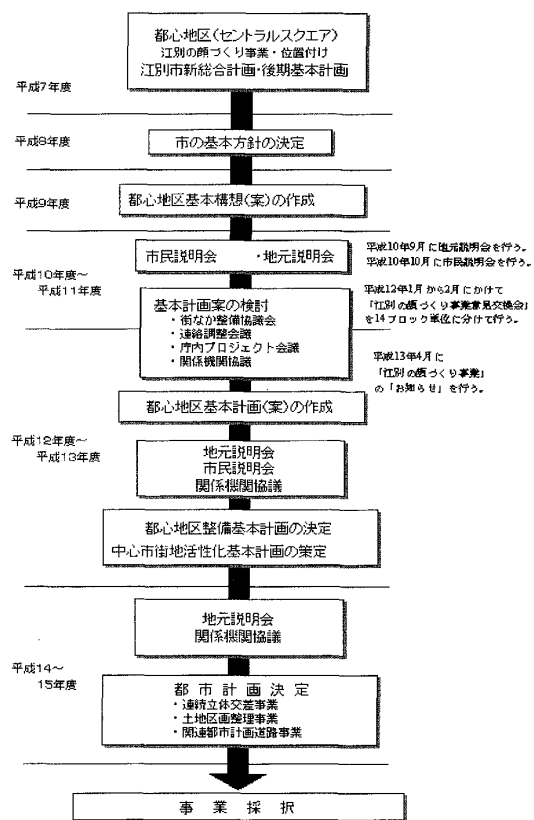 都心地区(セントラルスクエア)
江別の顔づくり事業・位置付け
江別市新総合計画・後期基本計画
平成7年度
平成8年度
市の基本方針の決定
平成9年度
都心地区基本構想(案)の作成
市民説明会 ・地元説明会
平成10年9月に地元説明会を行う。
平成10年10月に市民説明会を行う。
平成10年度～
平成11年度
基本計画案の検討
・街なか整備協議会
・連絡調整会議
・庁内プロジェクト会議
・関係機関協議
平成12年1月から2月にかけて
「江別の顔づくり事業意見交換会」
を14ブロック単位に分けて行う。
平成13年4月に
「江別の顔づくり事業」
の「お知らせ」を行う。
都心地区基本計画(案)の作成
平成12年度～
平成13年度
地元説明会
市民説明会
関係機関協議
都心地区整備基本計画の決定
中心市街地活性化基本計画の策定
地元説明会
関係機関協議
平成14～
15年度
都市計画決定
・連続立体交差事業
・土地区画整理事業
・関連都市計画道路事業
事業採択